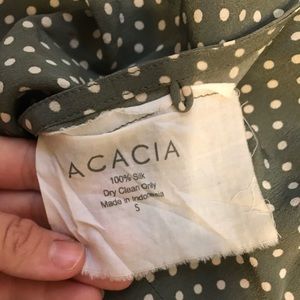 ACACIA
100% Silk
Dry Clean Only
Made in Indonesia
S